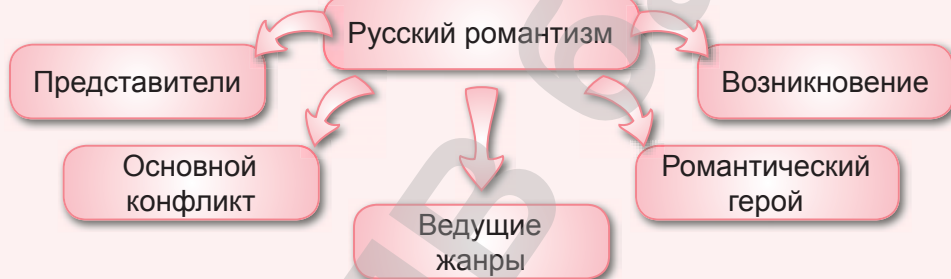 Русский романтизм
Представители
Возникновение
Основной
конфликт
Романтический
герой
Ведущие
жанры